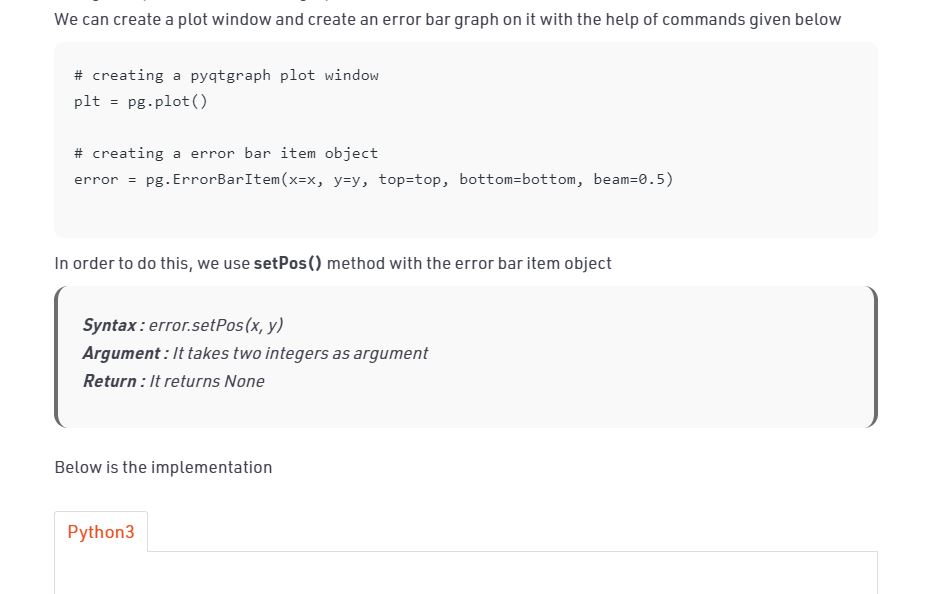 We can create a plot window and create an error bar graph on it with the help of commands given below
# creating a pyqtgraph plot window
plt = pg.plot()
# creating a error bar item object
error = pg.ErrorBarItem(x=x, y=y, top=top, bottom=bottom, beam=0.5)
In order to do this, we use setPos() method with the error bar item object
Syntax : error.setPos(x, y)
Argument : It takes two integers as argument
Return : It returns None
Below is the implementation
Python3